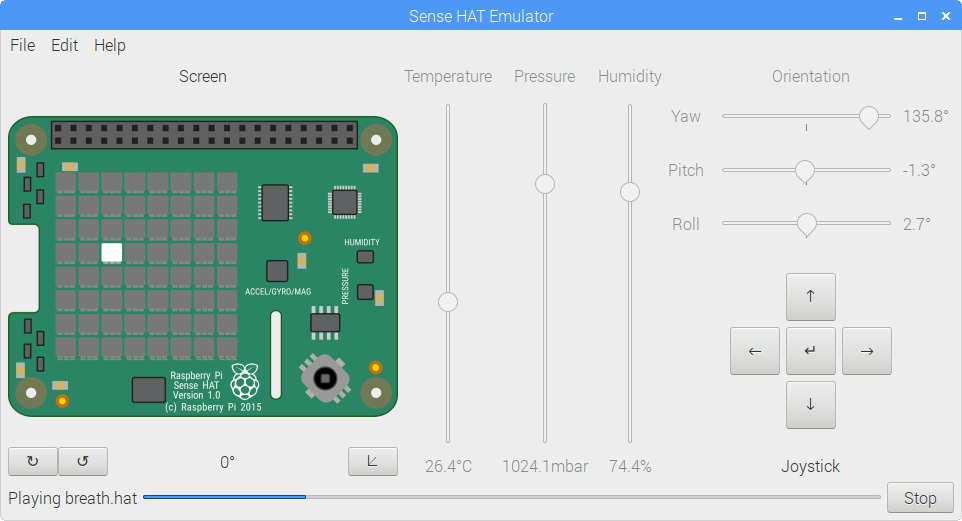 Sense HAT Emulator
File Edit Help
Screen
Temperature Pressure Humidity
Orientation
Yaw 135.8°
Pitch -1.3°
Roll 2.7°
HUMIDITY
PRESSURE
ACCEL/GYRO/MAG
Raspberry Pi
Sense HAT
Version 1.0
(c) Raspberry Pi 2015
↑
← ↵ →
↓
↻ ↺ 0°
26.4°C 1024.1mbar 74.4%
Joystick
Playing breath.hat Stop